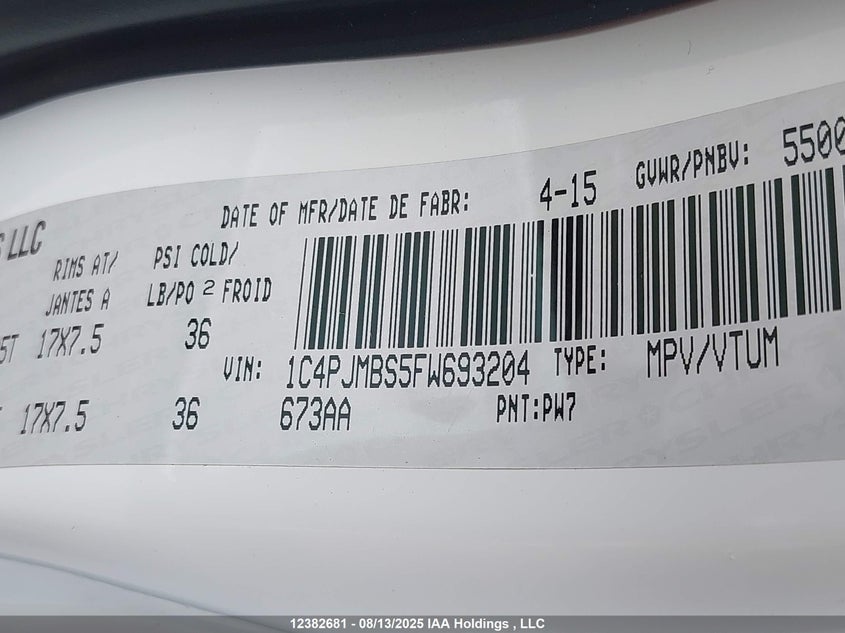 DATE OF MFR/DATE DE FABR: 4-15 GVWR/PNBV: 5500
LLC
RIMS AT/ PSI COLD/
JANTES A LB/PO 2 FROID
5T 17X7.5 36
VIN: 1C4PJMBS5FW693204 TYPE: MPV/VTUM
17X7.5 36 673AA PNT:PW7
12382681 - 08/13/2025 IAA Holdings , LLC